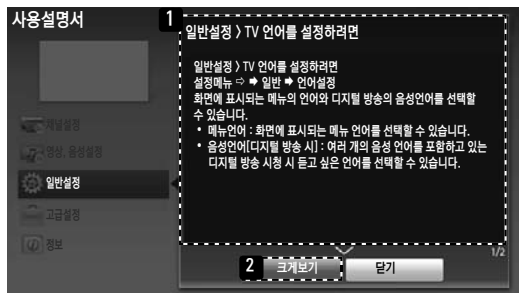 사용설명서
1
일반설정 > TV 언어를 설정하려면
일반설정 > TV 언어를 설정하려면
설정메뉴 ⇨ ➡ 일반 ➡ 언어설정
화면에 표시되는 메뉴의 언어와 디지털 방송의 음성언어를 선택할
수 있습니다.
• 메뉴언어 : 화면에 표시되는 메뉴 언어를 선택할 수 있습니다.
• 음성언어[디지털 방송 시] : 여러 개의 음성 언어를 포함하고 있는
디지털 방송 시청 시 듣고 싶은 언어를 선택할 수 있습니다.
채널설정
영상, 음성설정
일반설정
고급설정
정보
1/2
2 크게보기
닫기